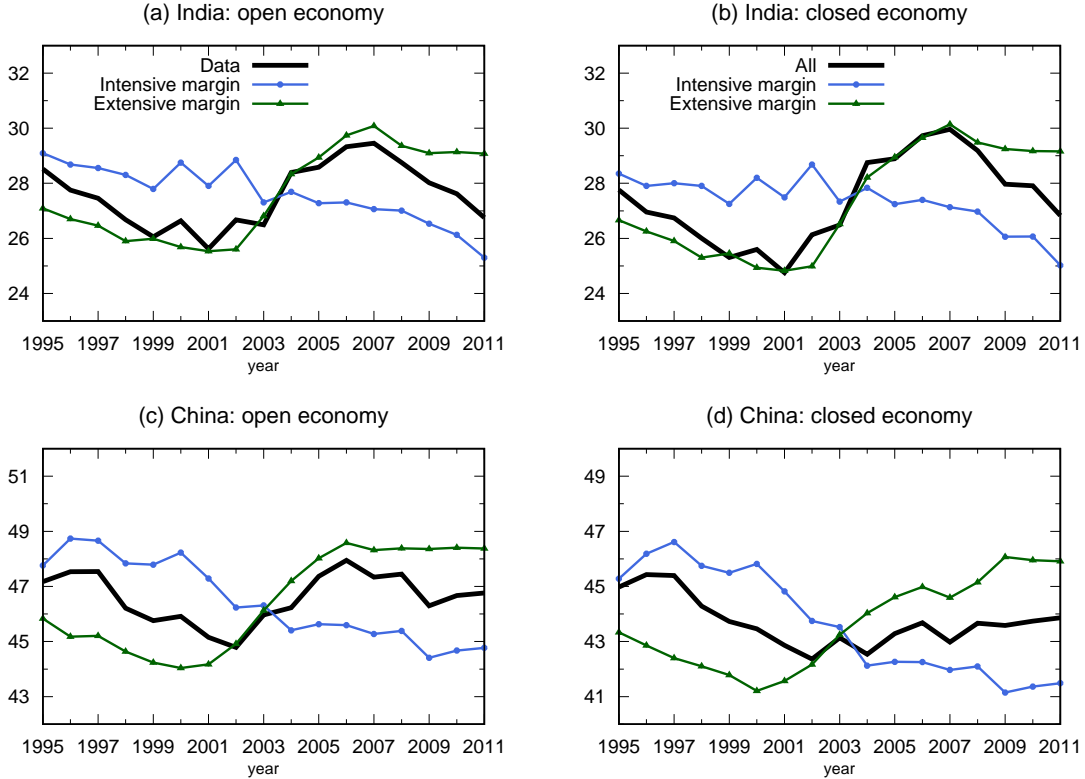 (a) India: open economy
32
30
28
26
24
Data
Intensive margin
Extensive margin
1995 1997 1999 2001 2003 2005 2007 2009 2011
year
(b) India: closed economy
32
30
28
26
24
All
Intensive margin
Extensive margin
1995 1997 1999 2001 2003 2005 2007 2009 2011
year
(c) China: open economy
51
49
47
45
43
1995 1997 1999 2001 2003 2005 2007 2009 2011
year
(d) China: closed economy
49
47
45
43
41
1995 1997 1999 2001 2003 2005 2007 2009 2011
year